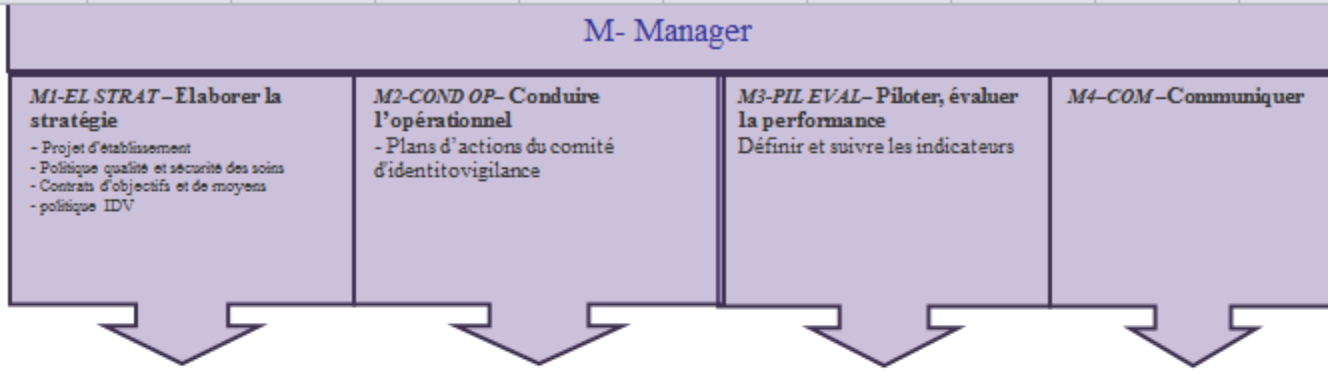 M- Manager
M1-EL STRAT – Elaborer la
stratégie
- Projet d'établissement
- Politique qualité et sécurité des soins
- Contrats d'objectifs et de moyens
- politique IDV
M2-COND OP– Conduire
l'opérationnel
- Plans d'actions du comité
d'identitovigilance
M3-PIL EVAL– Piloter, évaluer
la performance
Définir et suivre les indicateurs
M4–COM –Communiquer